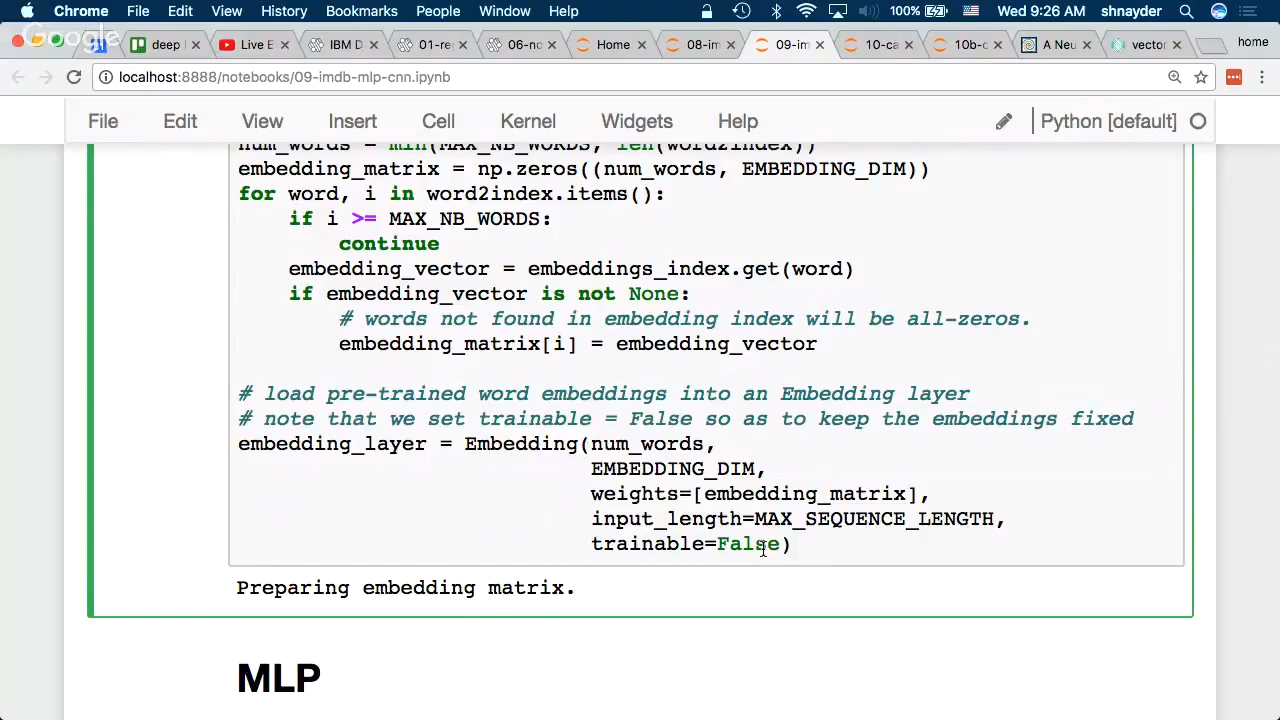 Chrome File Edit View History Bookmarks People Window Help 100% Wed 9:26 AM shnayder
Google
deep l Live E IBM D 01-re 06-no Home 08-im 09-im 10-ca 10b-c A Neu vector home
localhost:8888/notebooks/09-imdb-mlp-cnn.ipynb
File Edit View Insert Cell Kernel Widgets Help Python [default]
num_words = min(MAX_NB_WORDS, len(word2index))
embedding_matrix = np.zeros((num_words, EMBEDDING_DIM))
for word, i in word2index.items():
if i >= MAX_NB_WORDS:
continue
embedding_vector = embeddings_index.get(word)
if embedding_vector is not None:
# words not found in embedding index will be all-zeros.
embedding_matrix[i] = embedding_vector
# load pre-trained word embeddings into an Embedding layer
# note that we set trainable = False so as to keep the embeddings fixed
embedding_layer = Embedding(num_words,
EMBEDDING_DIM,
weights=[embedding_matrix],
input_length=MAX_SEQUENCE_LENGTH,
trainable=False)
Preparing embedding matrix.
MLP